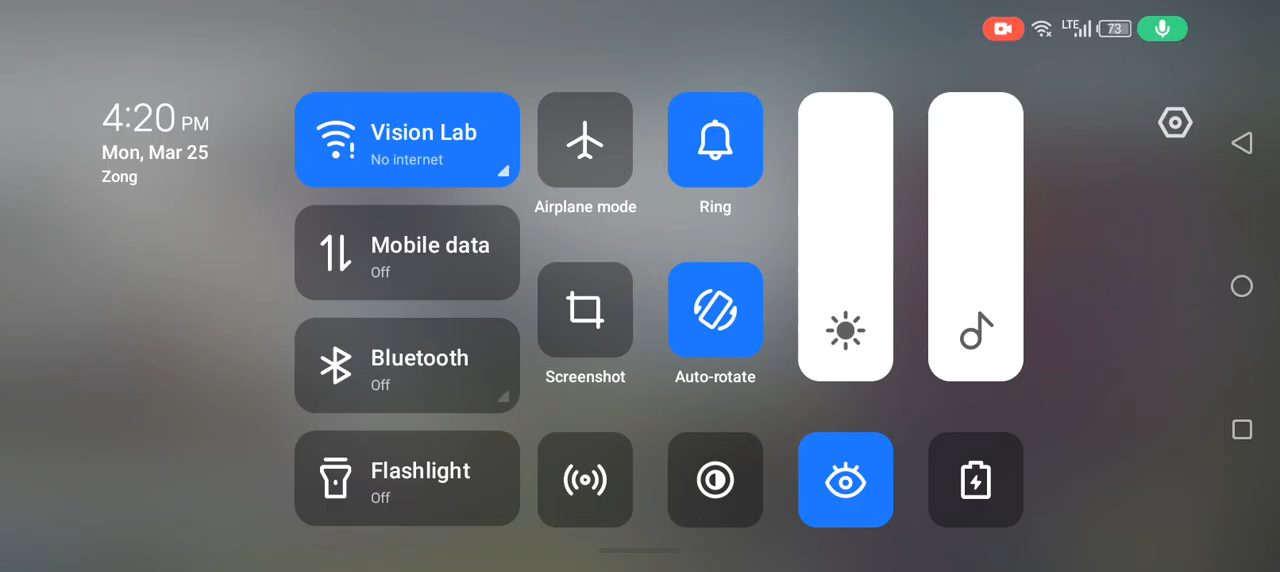 LTE
73
4:20 PM
Mon, Mar 25
Zong
Vision Lab
No internet
Mobile data
Off
Bluetooth
Off
Flashlight
Off
Airplane mode
Ring
Screenshot
Auto-rotate